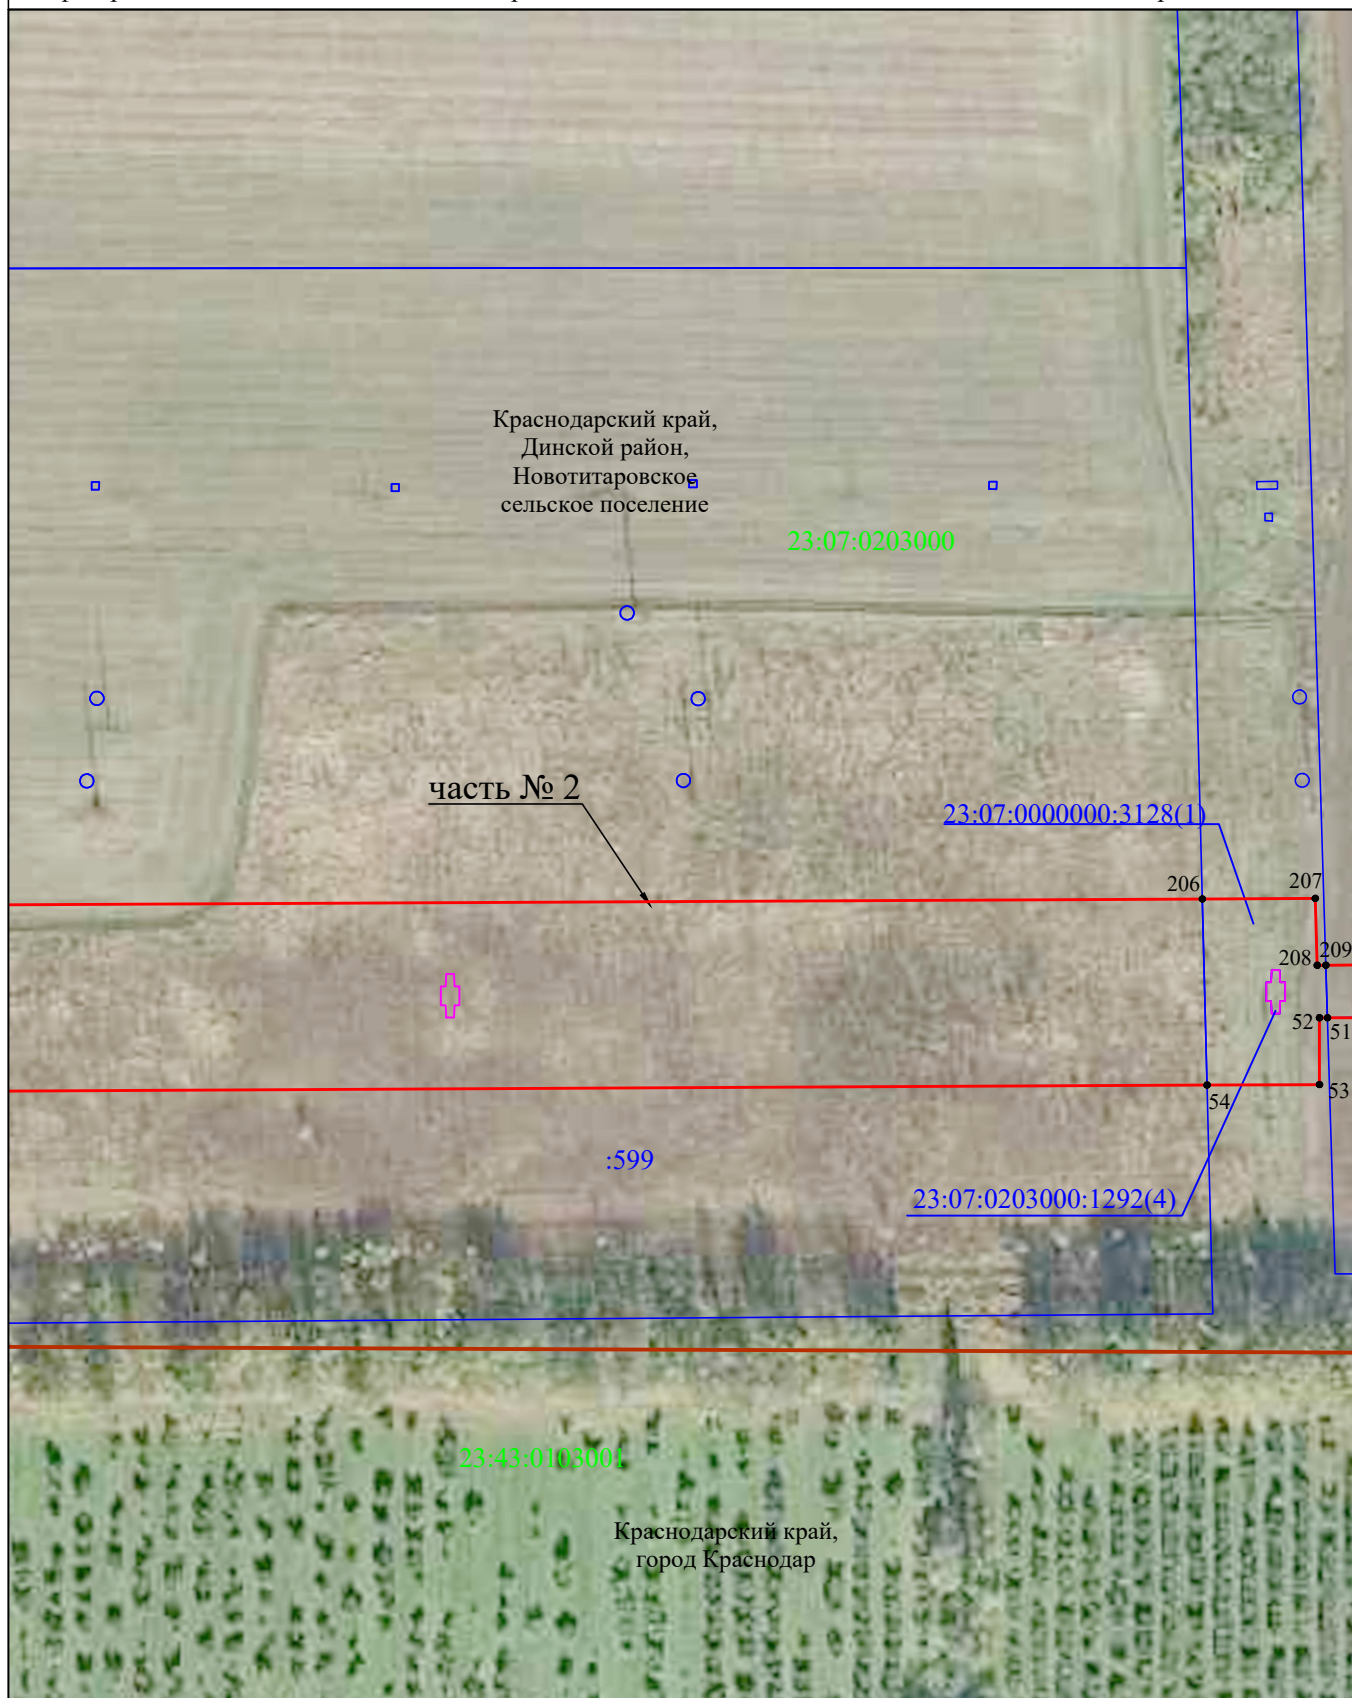 Краснодарский край,
Динской район,
Новотитаровское
сельское поселение
23:07:0203000
часть № 2
23:07:0000000:3128(1)
206
207
208
209
52
51
53
54
:599
23:07:0203000:1292(4)
23:43:0103001
Краснодарский край,
город Краснодар